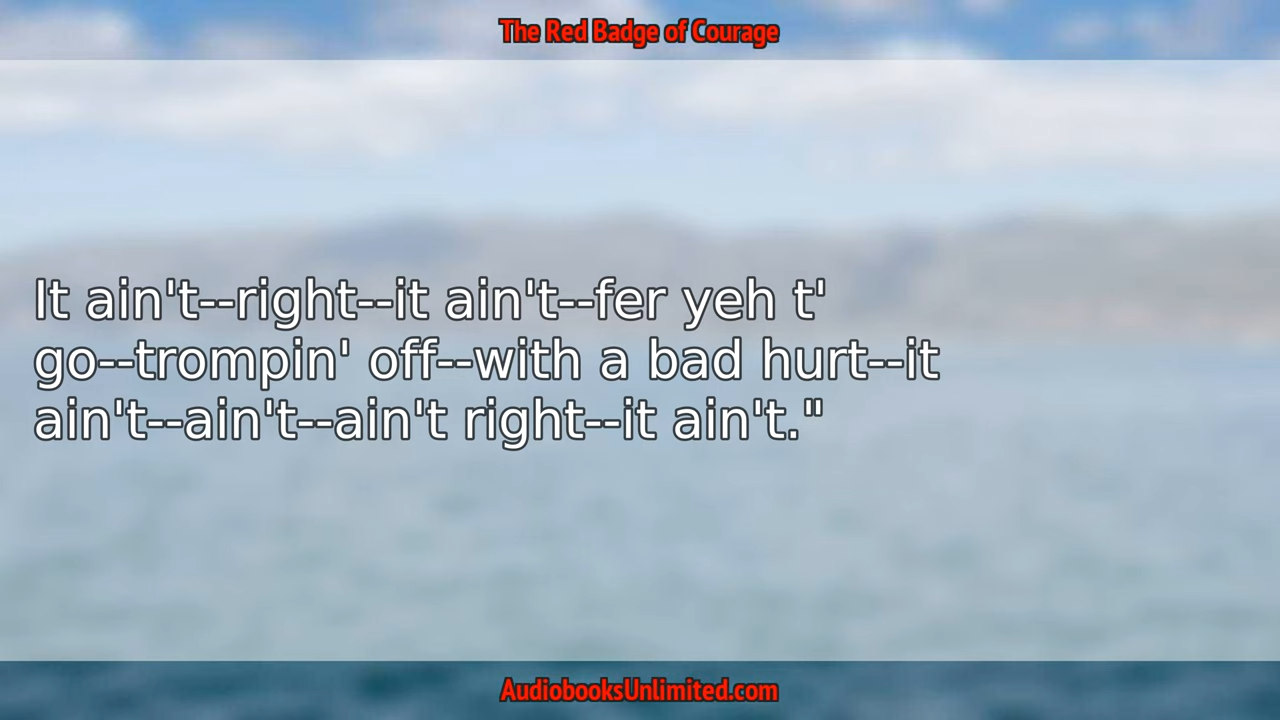 The Red Badge of Courage
It ain't--right--it ain't--fer yeh t'
go--trompin' off--with a bad hurt--it
ain't--ain't--ain't right--it ain't."
AudiobooksUnlimited.com